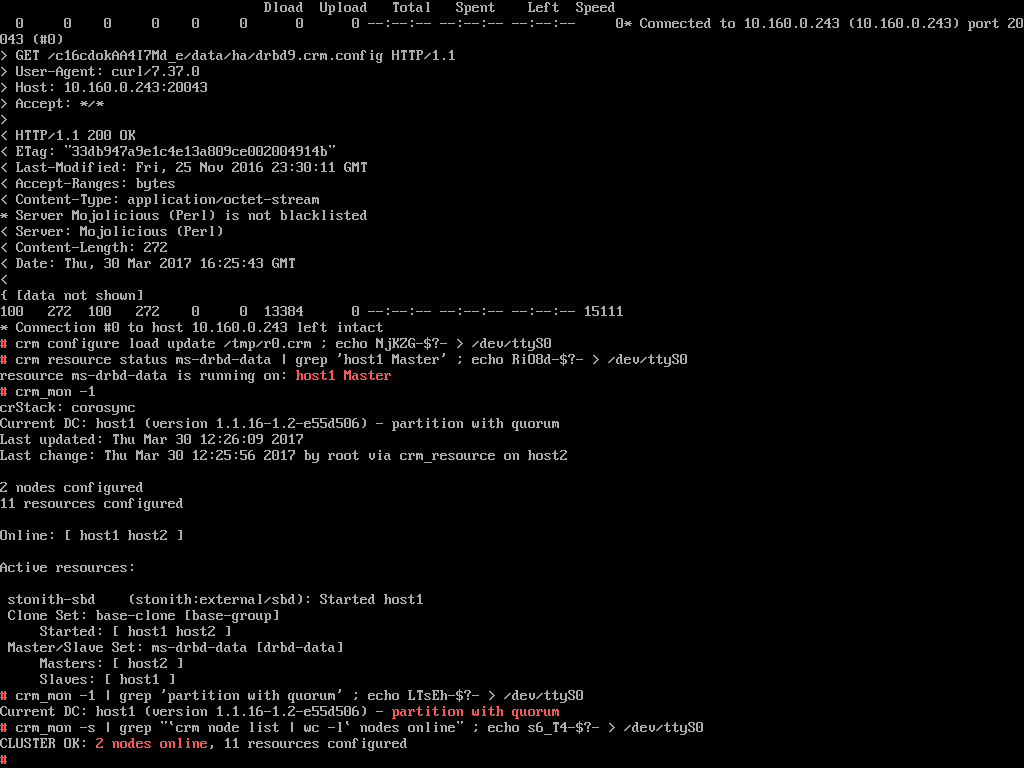 Dload  Upload   Total   Spent    Left  Speed
  0     0    0     0    0     0      0      0 --:--:-- --:--:-- --:--:--     0* Connected to 10.160.0.243 (10.160.0.243) port 20
043 (#0)
> GET /c16cdokAA4I7Md_e/data/ha/drbd9.crm.config HTTP/1.1
> User-Agent: curl/7.37.0
> Host: 10.160.0.243:20043
> Accept: */*
>
< HTTP/1.1 200 OK
< ETag: "33db947a9e1c4e13a809ce002004914b"
< Last-Modified: Fri, 25 Nov 2016 23:30:11 GMT
< Accept-Ranges: bytes
< Content-Type: application/octet-stream
* Server Mojolicious (Perl) is not blacklisted
< Server: Mojolicious (Perl)
< Content-Length: 272
< Date: Thu, 30 Mar 2017 16:25:43 GMT
<
{ [data not shown]
100   272  100   272    0     0  13384      0 --:--:-- --:--:-- --:--:-- 15111
* Connection #0 to host 10.160.0.243 left intact
# crm configure load update /tmp/r0.crm ; echo NjKZG-$?- > /dev/ttyS0
# crm resource status ms-drbd-data | grep 'host1 Master' ; echo RiO8d-$?- > /dev/ttyS0
resource ms-drbd-data is running on: host1 Master
# crm_mon -1
crStack: corosync
Current DC: host1 (version 1.1.16-1.2-e55d506) - partition with quorum
Last updated: Thu Mar 30 12:26:09 2017
Last change: Thu Mar 30 12:25:56 2017 by root via crm_resource on host2
2 nodes configured
11 resources configured
Online: [ host1 host2 ]
Active resources:
 stonith-sbd    (stonith:external/sbd): Started host1
 Clone Set: base-clone [base-group]
     Started: [ host1 host2 ]
 Master/Slave Set: ms-drbd-data [drbd-data]
     Masters: [ host2 ]
     Slaves: [ host1 ]
# crm_mon -1 | grep 'partition with quorum' ; echo LTsEh-$?- > /dev/ttyS0
Current DC: host1 (version 1.1.16-1.2-e55d506) - partition with quorum
# crm_mon -s | grep "`crm node list | wc -l` nodes online" ; echo s6_T4-$?- > /dev/ttyS0
CLUSTER OK: 2 nodes online, 11 resources configured
#